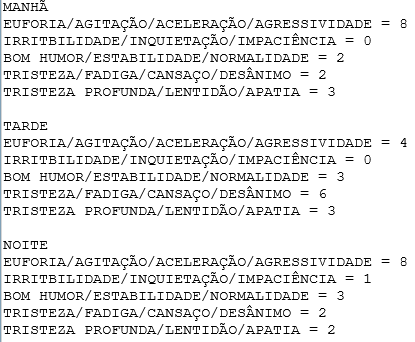 MANHÃ
EUFORIA/AGITAÇÃO/ACELERAÇÃO/AGRESSIVIDADE = 8
IRRITBILIDADE/INQUIETAÇÃO/IMPACIÊNCIA = 0
BOM HUMOR/ESTABILIDADE/NORMALIDADE = 2
TRISTEZA/FADIGA/CANSAÇO/DESÂNIMO = 2
TRISTEZA PROFUNDA/LENTIDÃO/APATIA = 3
TARDE
EUFORIA/AGITAÇÃO/ACELERAÇÃO/AGRESSIVIDADE = 4
IRRITBILIDADE/INQUIETAÇÃO/IMPACIÊNCIA = 0
BOM HUMOR/ESTABILIDADE/NORMALIDADE = 3
TRISTEZA/FADIGA/CANSAÇO/DESÂNIMO = 6
TRISTEZA PROFUNDA/LENTIDÃO/APATIA = 3
NOITE
EUFORIA/AGITAÇÃO/ACELERAÇÃO/AGRESSIVIDADE = 8
IRRITBILIDADE/INQUIETAÇÃO/IMPACIÊNCIA = 1
BOM HUMOR/ESTABILIDADE/NORMALIDADE = 3
TRISTEZA/FADIGA/CANSAÇO/DESÂNIMO = 2
TRISTEZA PROFUNDA/LENTIDÃO/APATIA = 2